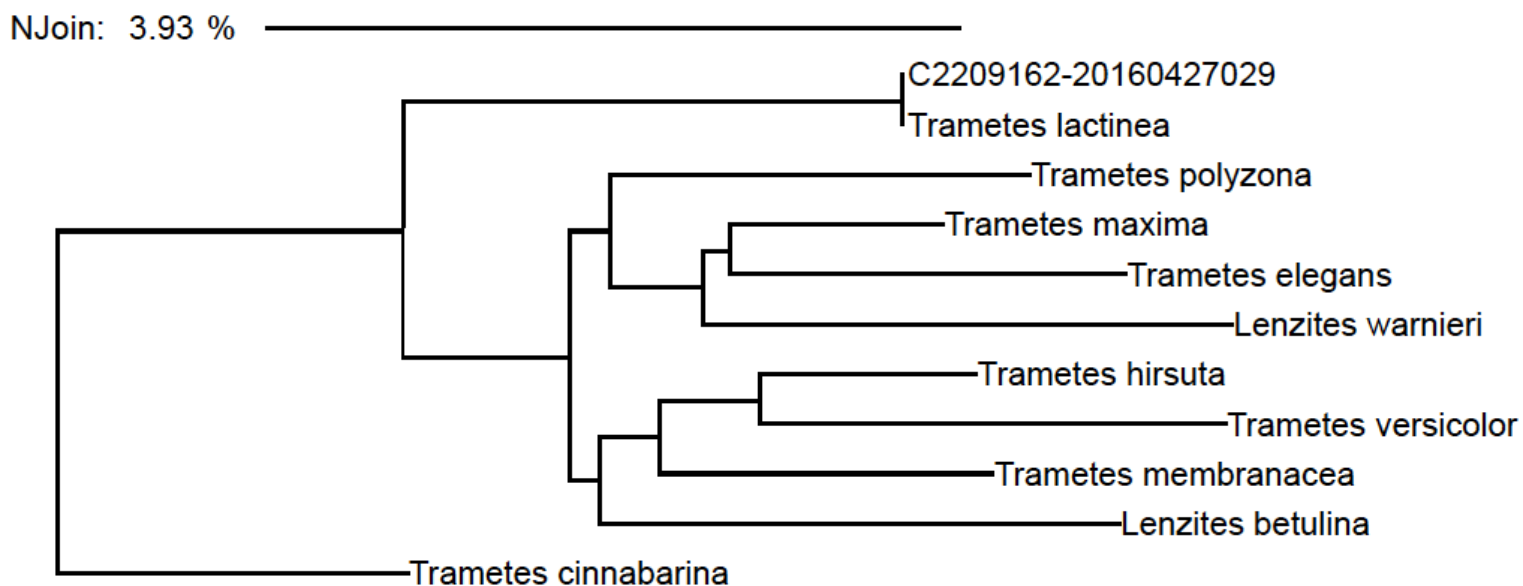 NJoin: 3.93 %
C2209162-20160427029
Trametes lactinea
Trametes polyzona
Trametes maxima
Trametes elegans
Lenzites warnieri
Trametes hirsuta
Trametes versicolor
Trametes membranacea
Lenzites betulina
Trametes cinnabarina